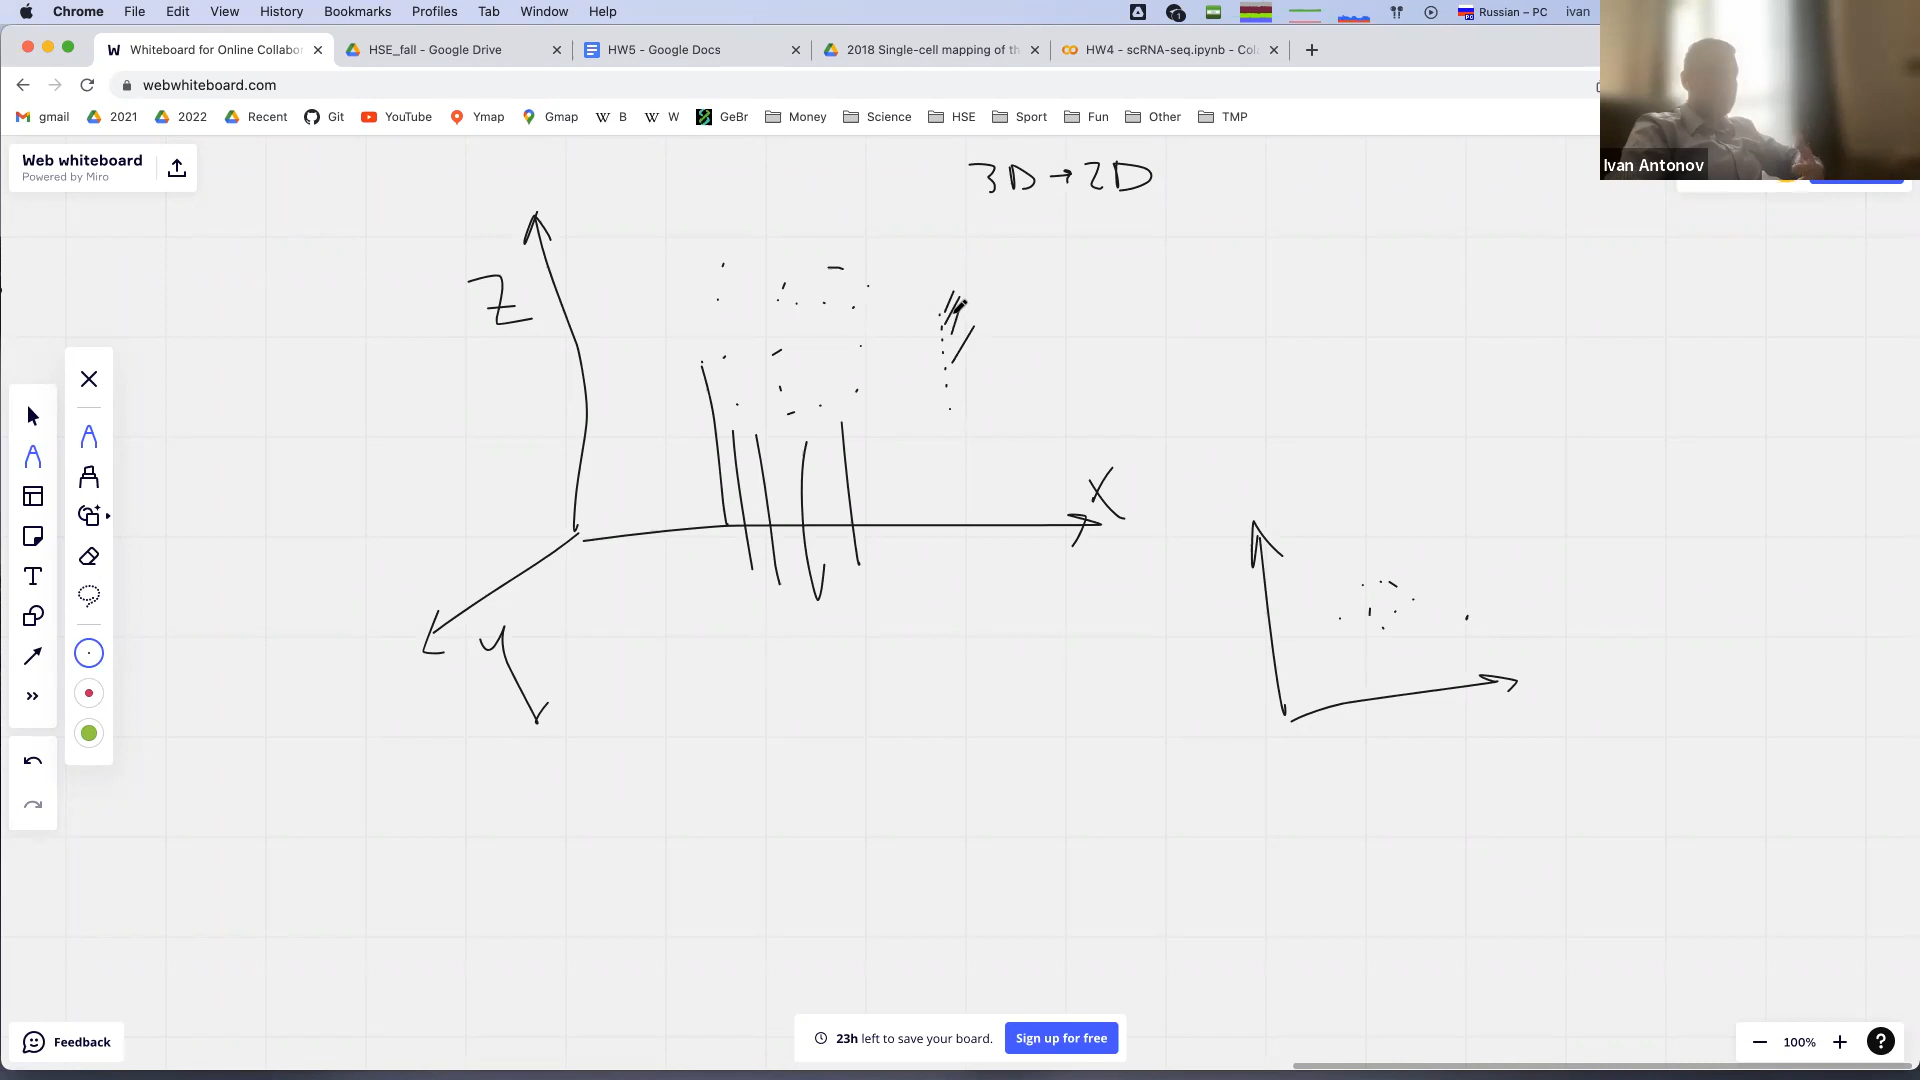 Chrome File Edit View History Bookmarks Profiles Tab Window Help
1 Russian – PC ivan
Whiteboard for Online Collabor
HSE_fall - Google Drive
HW5 - Google Docs
2018 Single-cell mapping of th
HW4 - scRNA-seq.ipynb - Col
webwhiteboard.com
gmail 2021 2022 Recent Git YouTube Ymap Gmap B W GeBr Money Science HSE Sport Fun Other TMP
Ivan Antonov
Web whiteboard
Powered by Miro
3D → 2D
Z
X
y
T
Feedback
23h left to save your board.
Sign up for free
100%
?